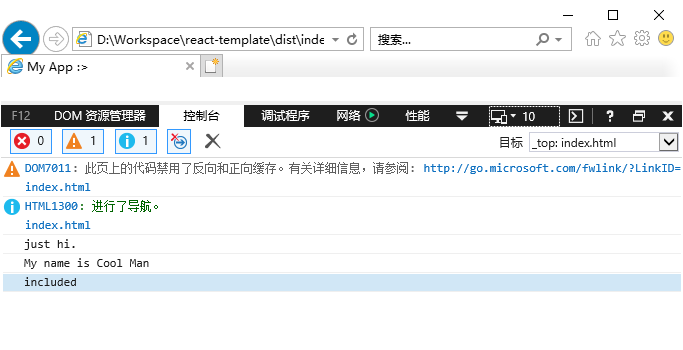 D:\Workspace\react-template\dist\inde
搜索...
My App :>
F12 DOM 资源管理器 控制台 调试程序 网络 性能 10 ?
0 1 1 目标 _top: index.html
DOM7011: 此页上的代码禁用了反向和正向缓存。有关详细信息，请参阅: http://go.microsoft.com/fwlink/?LinkID=
index.html
HTML1300: 进行了导航。
index.html
just hi.
My name is Cool Man
included